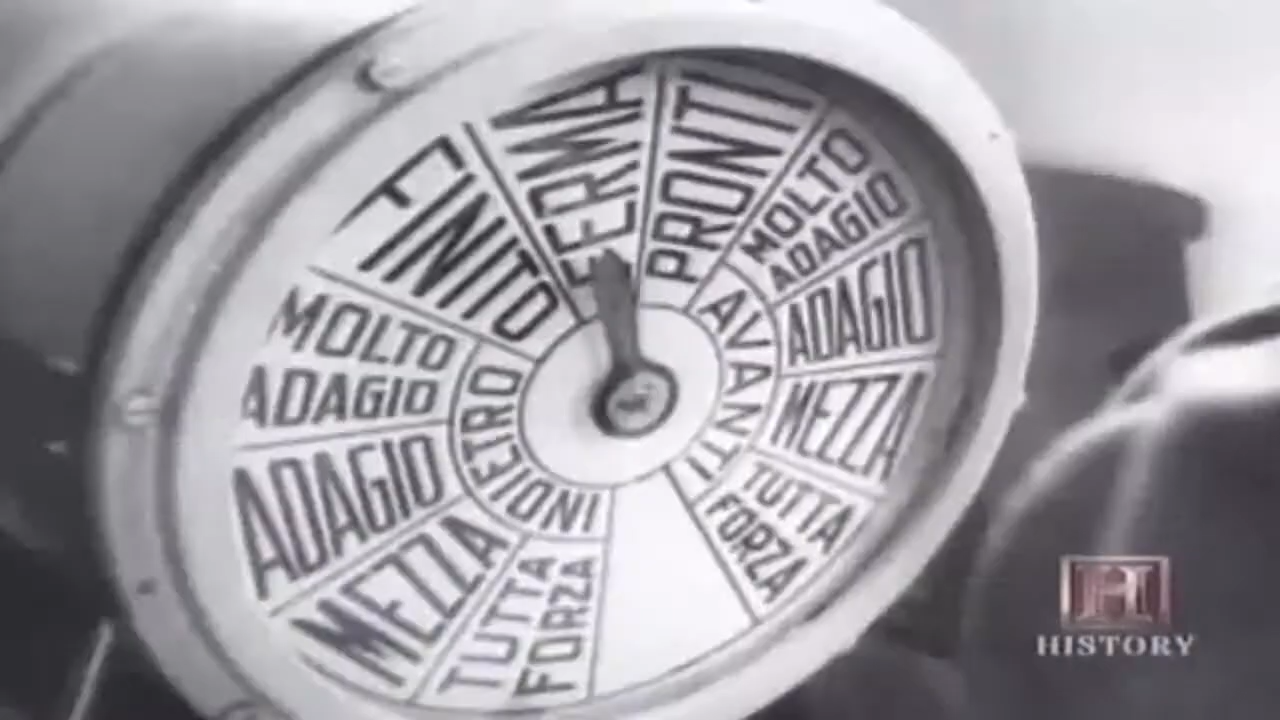 FINITO
FERMA
PRONTI
MOLTO
ADAGIO
ADAGIO
MEZZA
TUTTA
FORZA
AVANTI
MOLTO
ADAGIO
ADAGIO
MEZZA
TUTTA
FORZA
INDIETRO
H
HISTORY